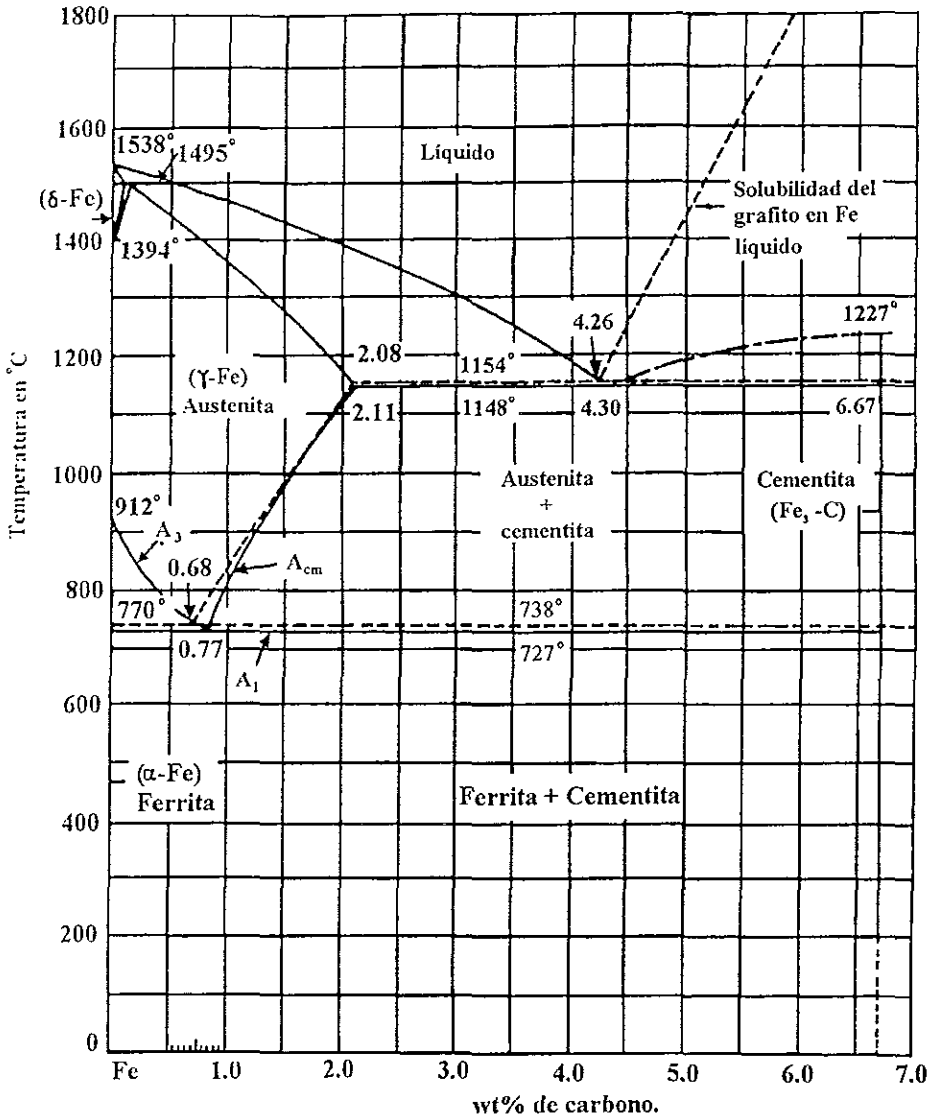 1800
1600
1538°
1495°
Líquido
(δ-Fe)
Solubilidad del
grafito en Fe
líquido
1400
1394°
4.26
1227°
1200
2.08
1154°
(γ-Fe)
Austenita
2.11
1148°
4.30
6.67
Temperatura en °C
1000
Austenita
+
cementita
Cementita
(Fe₃ -C)
912°
A₃
0.68
Acm
800
770°
738°
0.77
727°
A₁
600
(α-Fe)
Ferrita
Ferrita + Cementita
400
200
0
Fe
1.0
2.0
3.0
4.0
5.0
6.0
7.0
wt% de carbono.